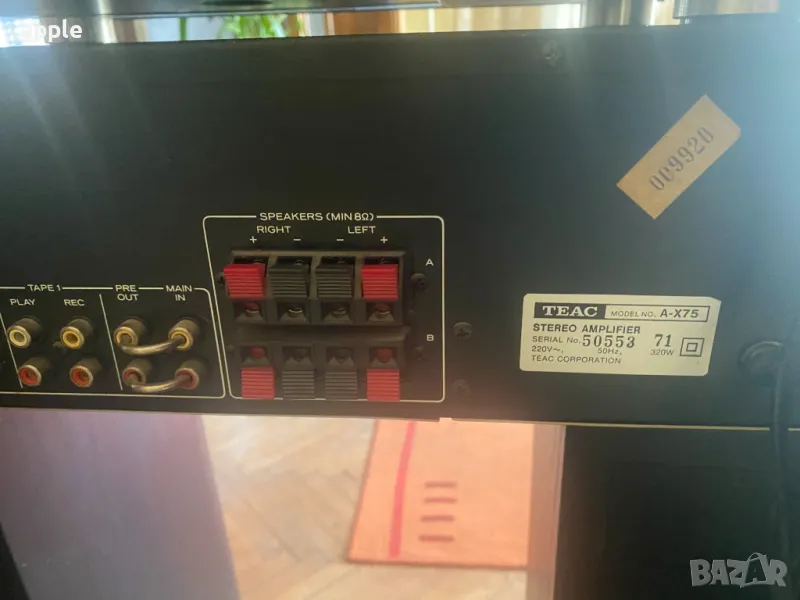 apple
009920
SPEAKERS (MIN 8Ω)
RIGHT LEFT
+ − − +
A
B
TAPE 1
PLAY REC
PRE OUT
MAIN IN
TEAC MODEL NO. A-X75
STEREO AMPLIFIER
SERIAL No. 50553 71
220V~, 50Hz, 320W
TEAC CORPORATION
BAZAR